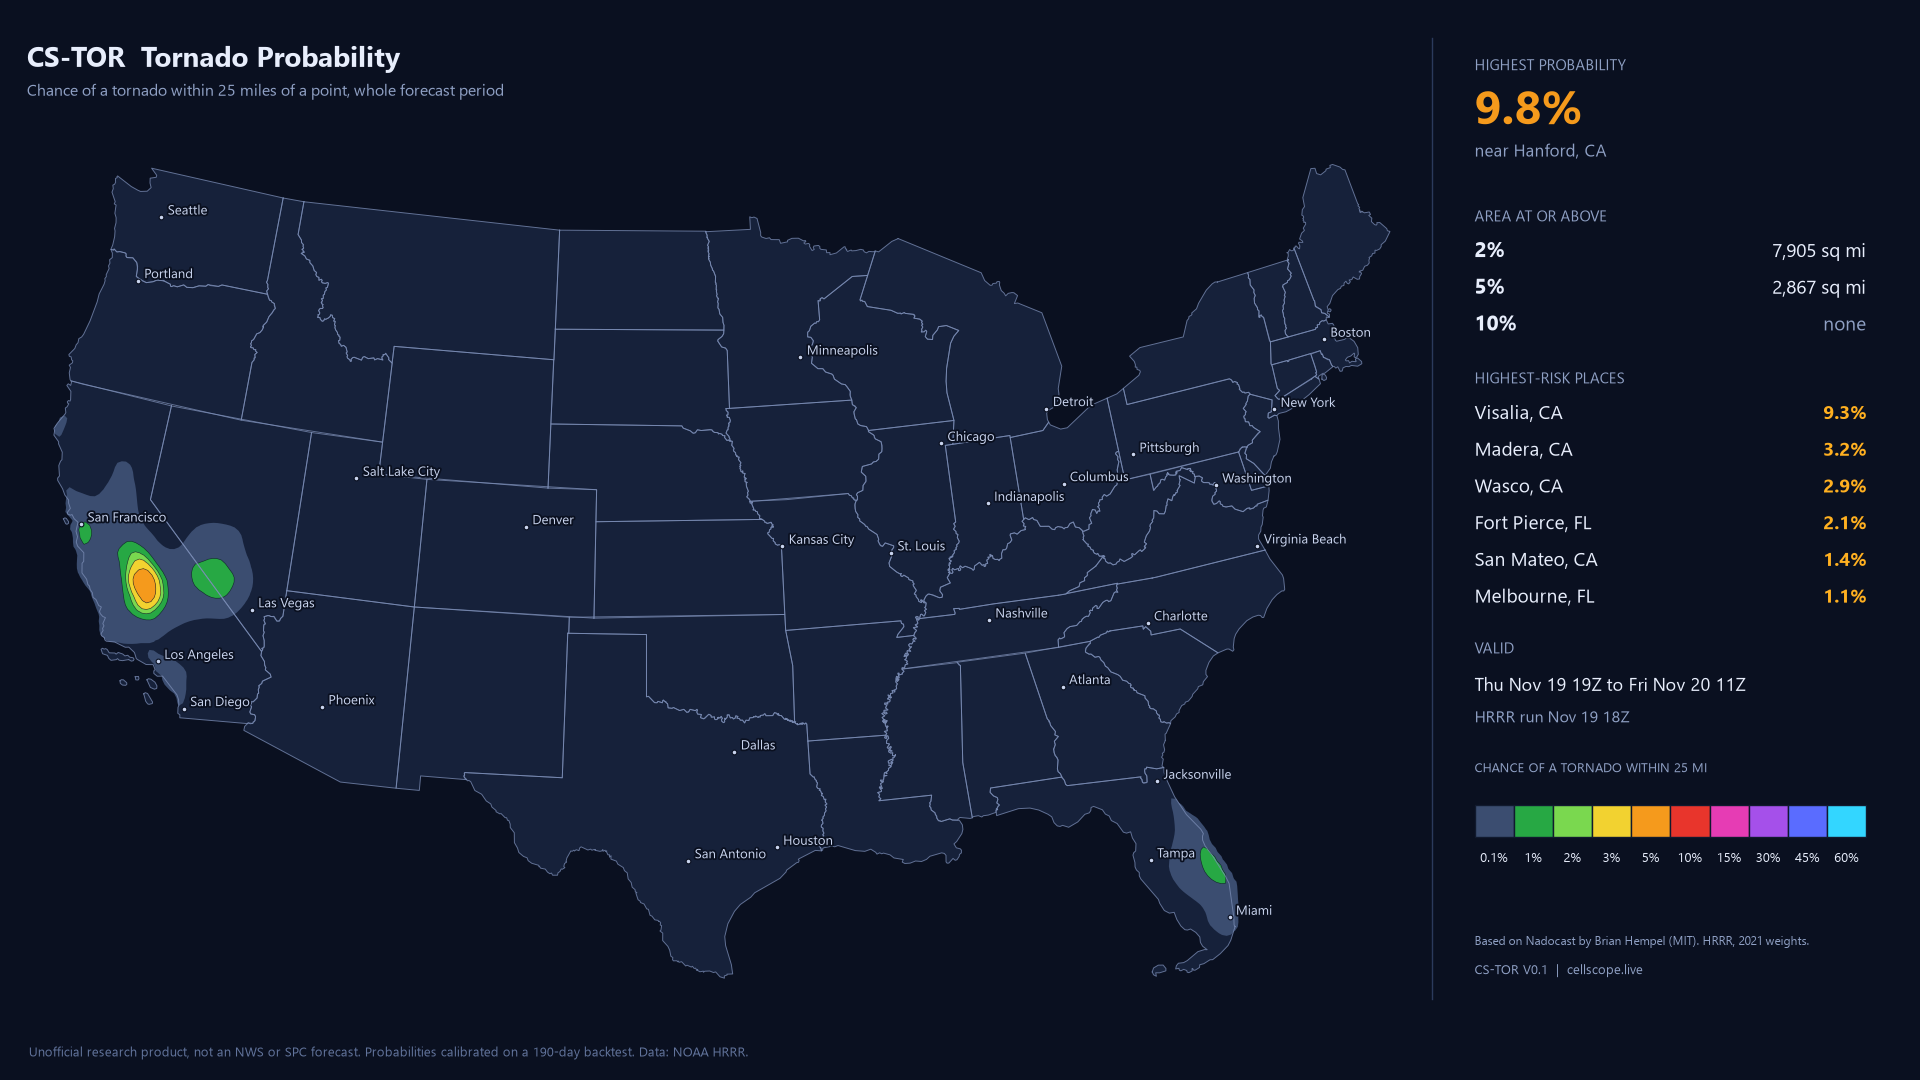 CS-TOR Tornado Probability
Chance of a tornado within 25 miles of a point, whole forecast period
Seattle
Portland
Minneapolis
Boston
Detroit
New York
Chicago
Pittsburgh
Salt Lake City
Columbus
Washington
Indianapolis
San Francisco
Denver
Kansas City
St. Louis
Virginia Beach
Las Vegas
Nashville
Charlotte
Los Angeles
Atlanta
San Diego
Phoenix
Dallas
Jacksonville
Houston
San Antonio
Tampa
Miami
HIGHEST PROBABILITY
9.8%
near Hanford, CA
AREA AT OR ABOVE
2% 7,905 sq mi
5% 2,867 sq mi
10% none
HIGHEST-RISK PLACES
Visalia, CA 9.3%
Madera, CA 3.2%
Wasco, CA 2.9%
Fort Pierce, FL 2.1%
San Mateo, CA 1.4%
Melbourne, FL 1.1%
VALID
Thu Nov 19 19Z to Fri Nov 20 11Z
HRRR run Nov 19 18Z
CHANCE OF A TORNADO WITHIN 25 MI
0.1% 1% 2% 3% 5% 10% 15% 30% 45% 60%
Based on Nadocast by Brian Hempel (MIT). HRRR, 2021 weights.
CS-TOR V0.1 | cellscope.live
Unofficial research product, not an NWS or SPC forecast. Probabilities calibrated on a 190-day backtest. Data: NOAA HRRR.